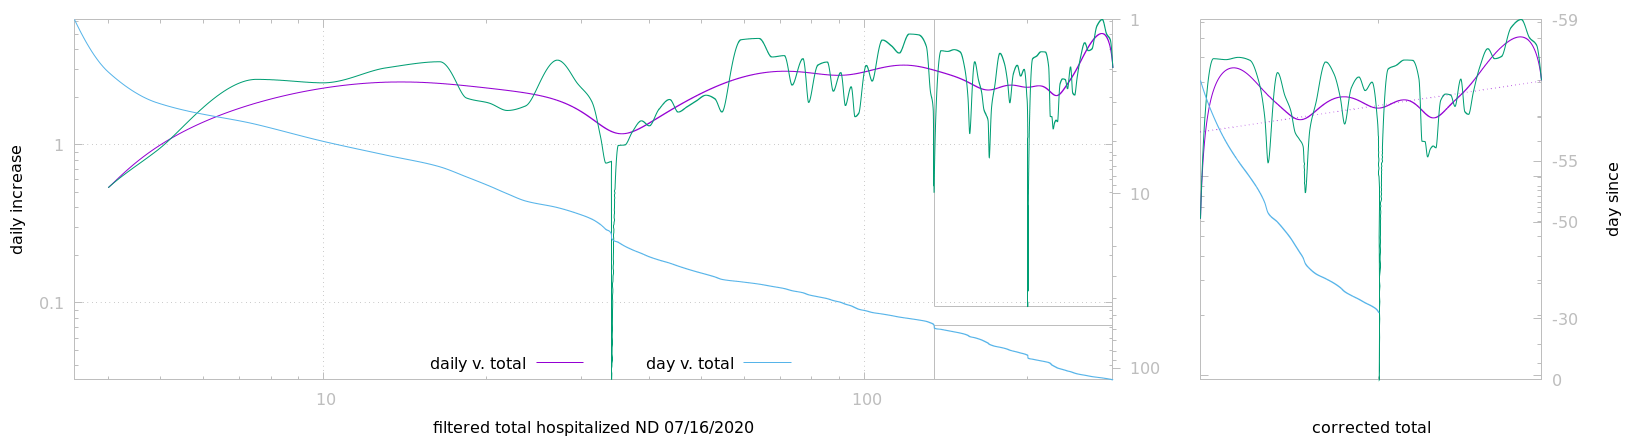 daily increase
1
0.1
10
100
daily v. total
day v. total
filtered total hospitalized ND 07/16/2020
1
10
100
-59
-55
-50
-30
0
day since
corrected total